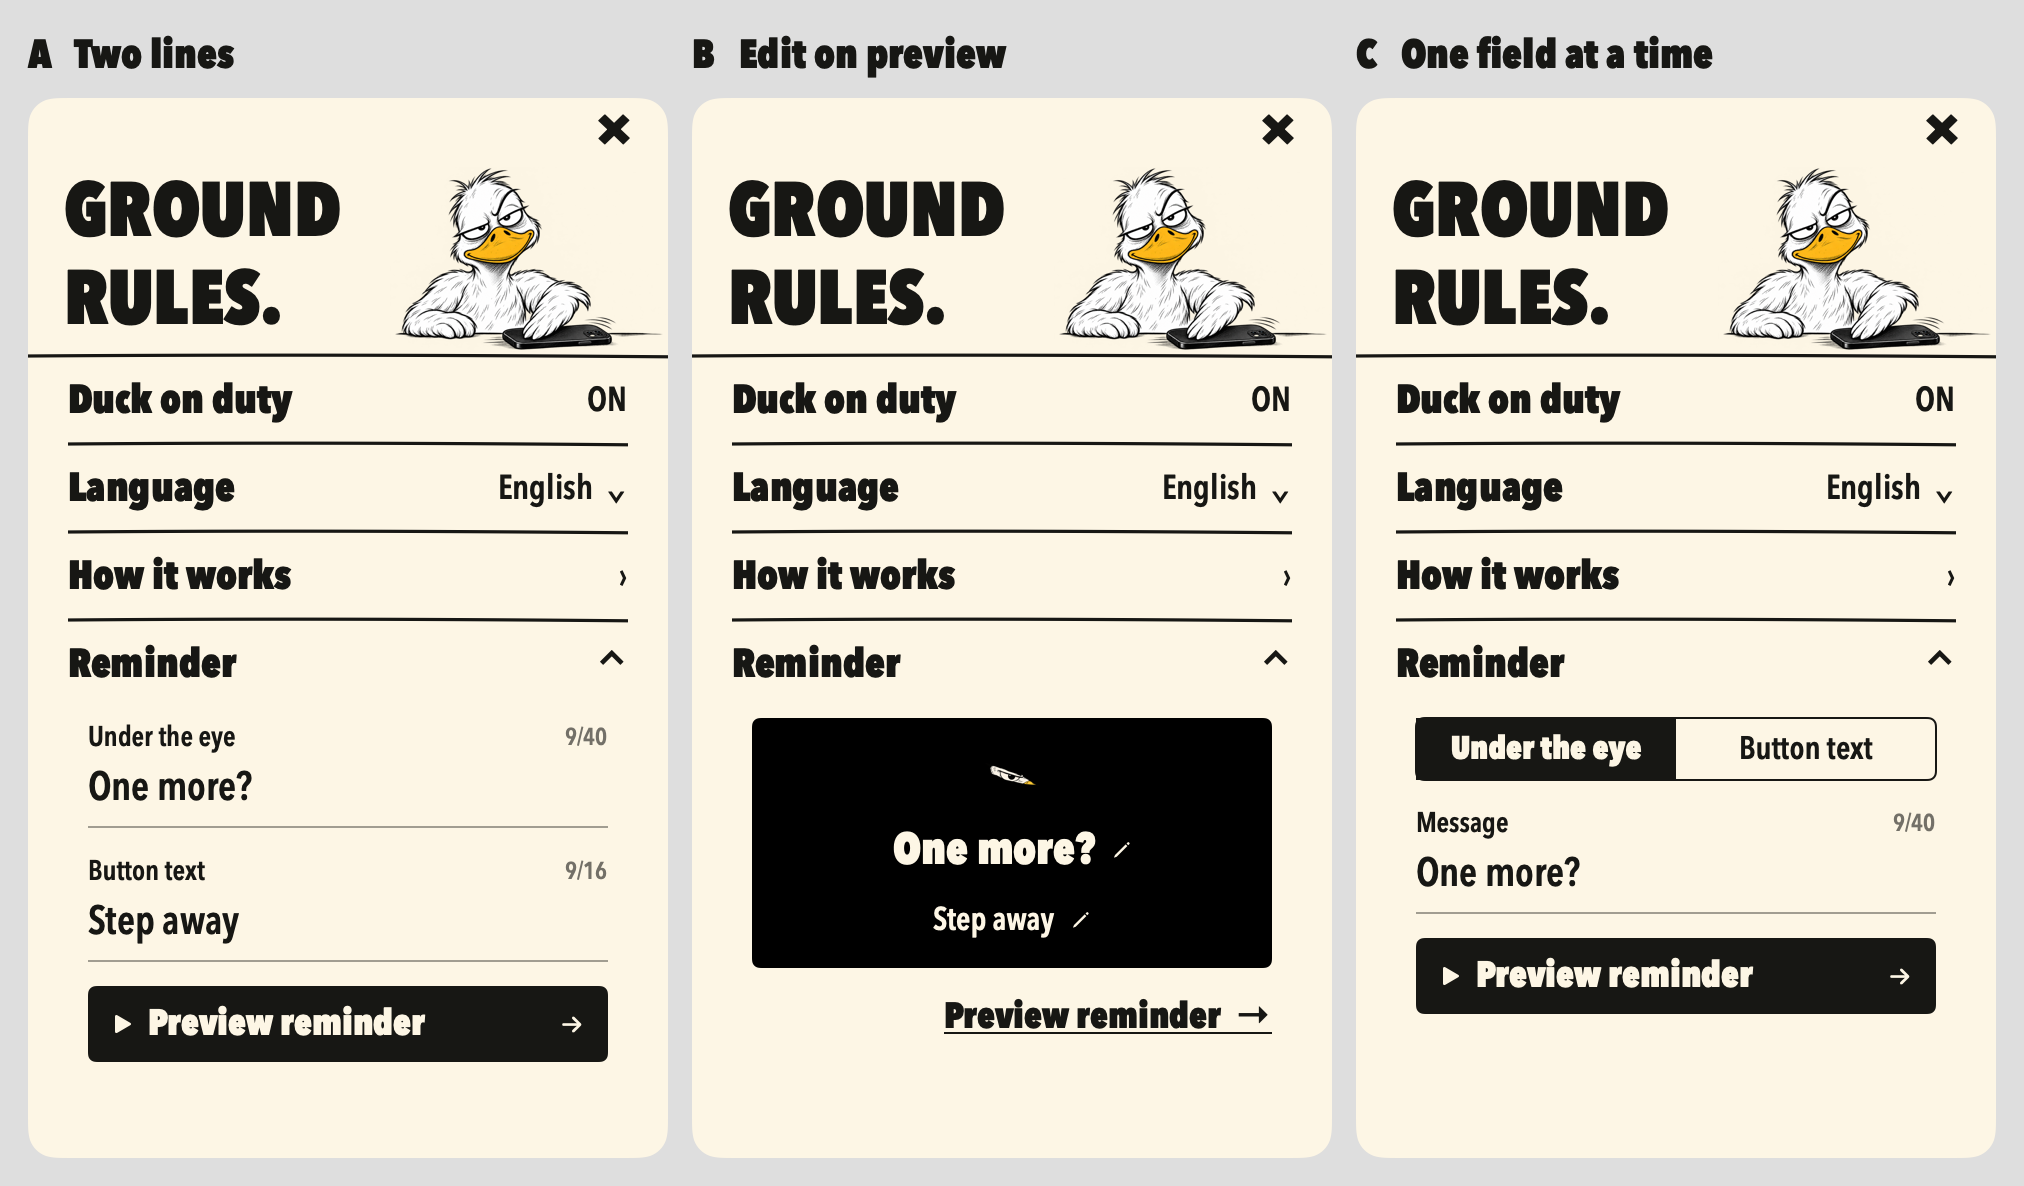 A Two lines
GROUND
RULES.
Duck on duty ON
Language English
How it works
Reminder
Under the eye 9/40
One more?
Button text 9/16
Step away
Preview reminder
B Edit on preview
GROUND
RULES.
Duck on duty ON
Language English
How it works
Reminder
One more?
Step away
Preview reminder
C One field at a time
GROUND
RULES.
Duck on duty ON
Language English
How it works
Reminder
Under the eye Button text
Message 9/40
One more?
Preview reminder